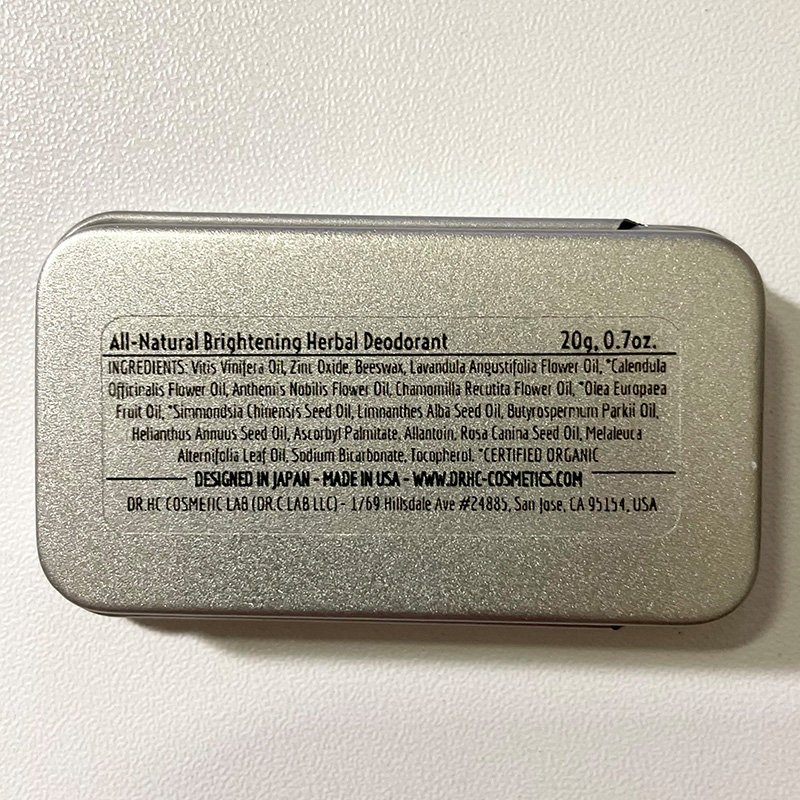 All-Natural Brightening Herbal Deodorant 20g, 0.7oz.
INGREDIENTS: Vitis Vinifera Oil, Zinc Oxide, Beeswax, Lavandula Angustifolia Flower Oil, *Calendula
Officinalis Flower Oil, Anthemis Nobilis Flower Oil, Chamomilla Recutita Flower Oil, *Olea Europaea
Fruit Oil, *Simmondsia Chinensis Seed Oil, Limnanthes Alba Seed Oil, Butyrospermum Parkii Oil,
Helianthus Annuus Seed Oil, Ascorbyl Palmitate, Allantoin, Rosa Canina Seed Oil, Melaleuca
Alternifolia Leaf Oil, Sodium Bicarbonate, Tocopherol. *CERTIFIED ORGANIC
DESIGNED IN JAPAN - MADE IN USA - WWW.DRHC-COSMETICS.COM
DR.HC COSMETIC LAB (DR.C LAB LLC) - 1769 Hillsdale Ave #24885, San Jose, CA 95154, USA